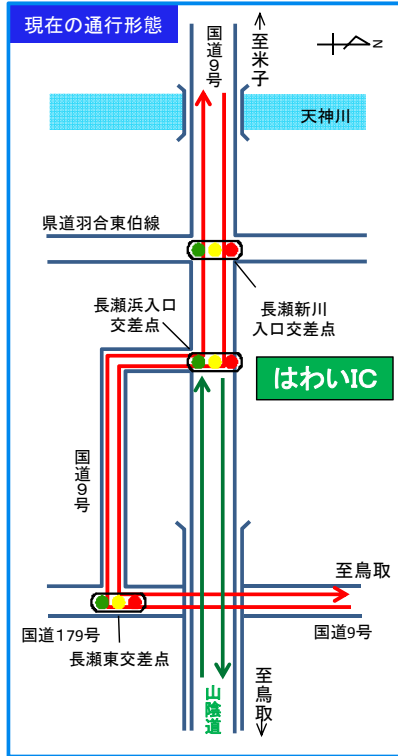 現在の通行形態
国道9号
至米子
N
天神川
県道羽合東伯線
長瀬浜入口
交差点
長瀬新川
入口交差点
はわいIC
国道9号
至鳥取
国道179号
国道9号
長瀬東交差点
山陰道
至鳥取